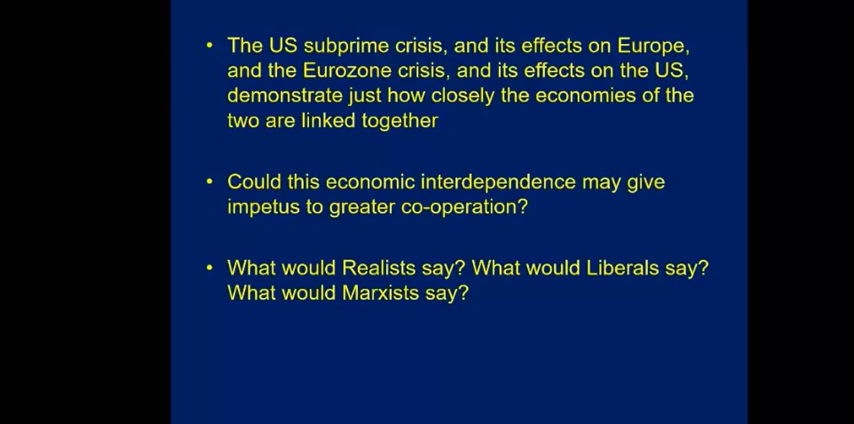 • The US subprime crisis, and its effects on Europe,
and the Eurozone crisis, and its effects on the US,
demonstrate just how closely the economies of the
two are linked together
• Could this economic interdependence may give
impetus to greater co-operation?
• What would Realists say? What would Liberals say?
What would Marxists say?